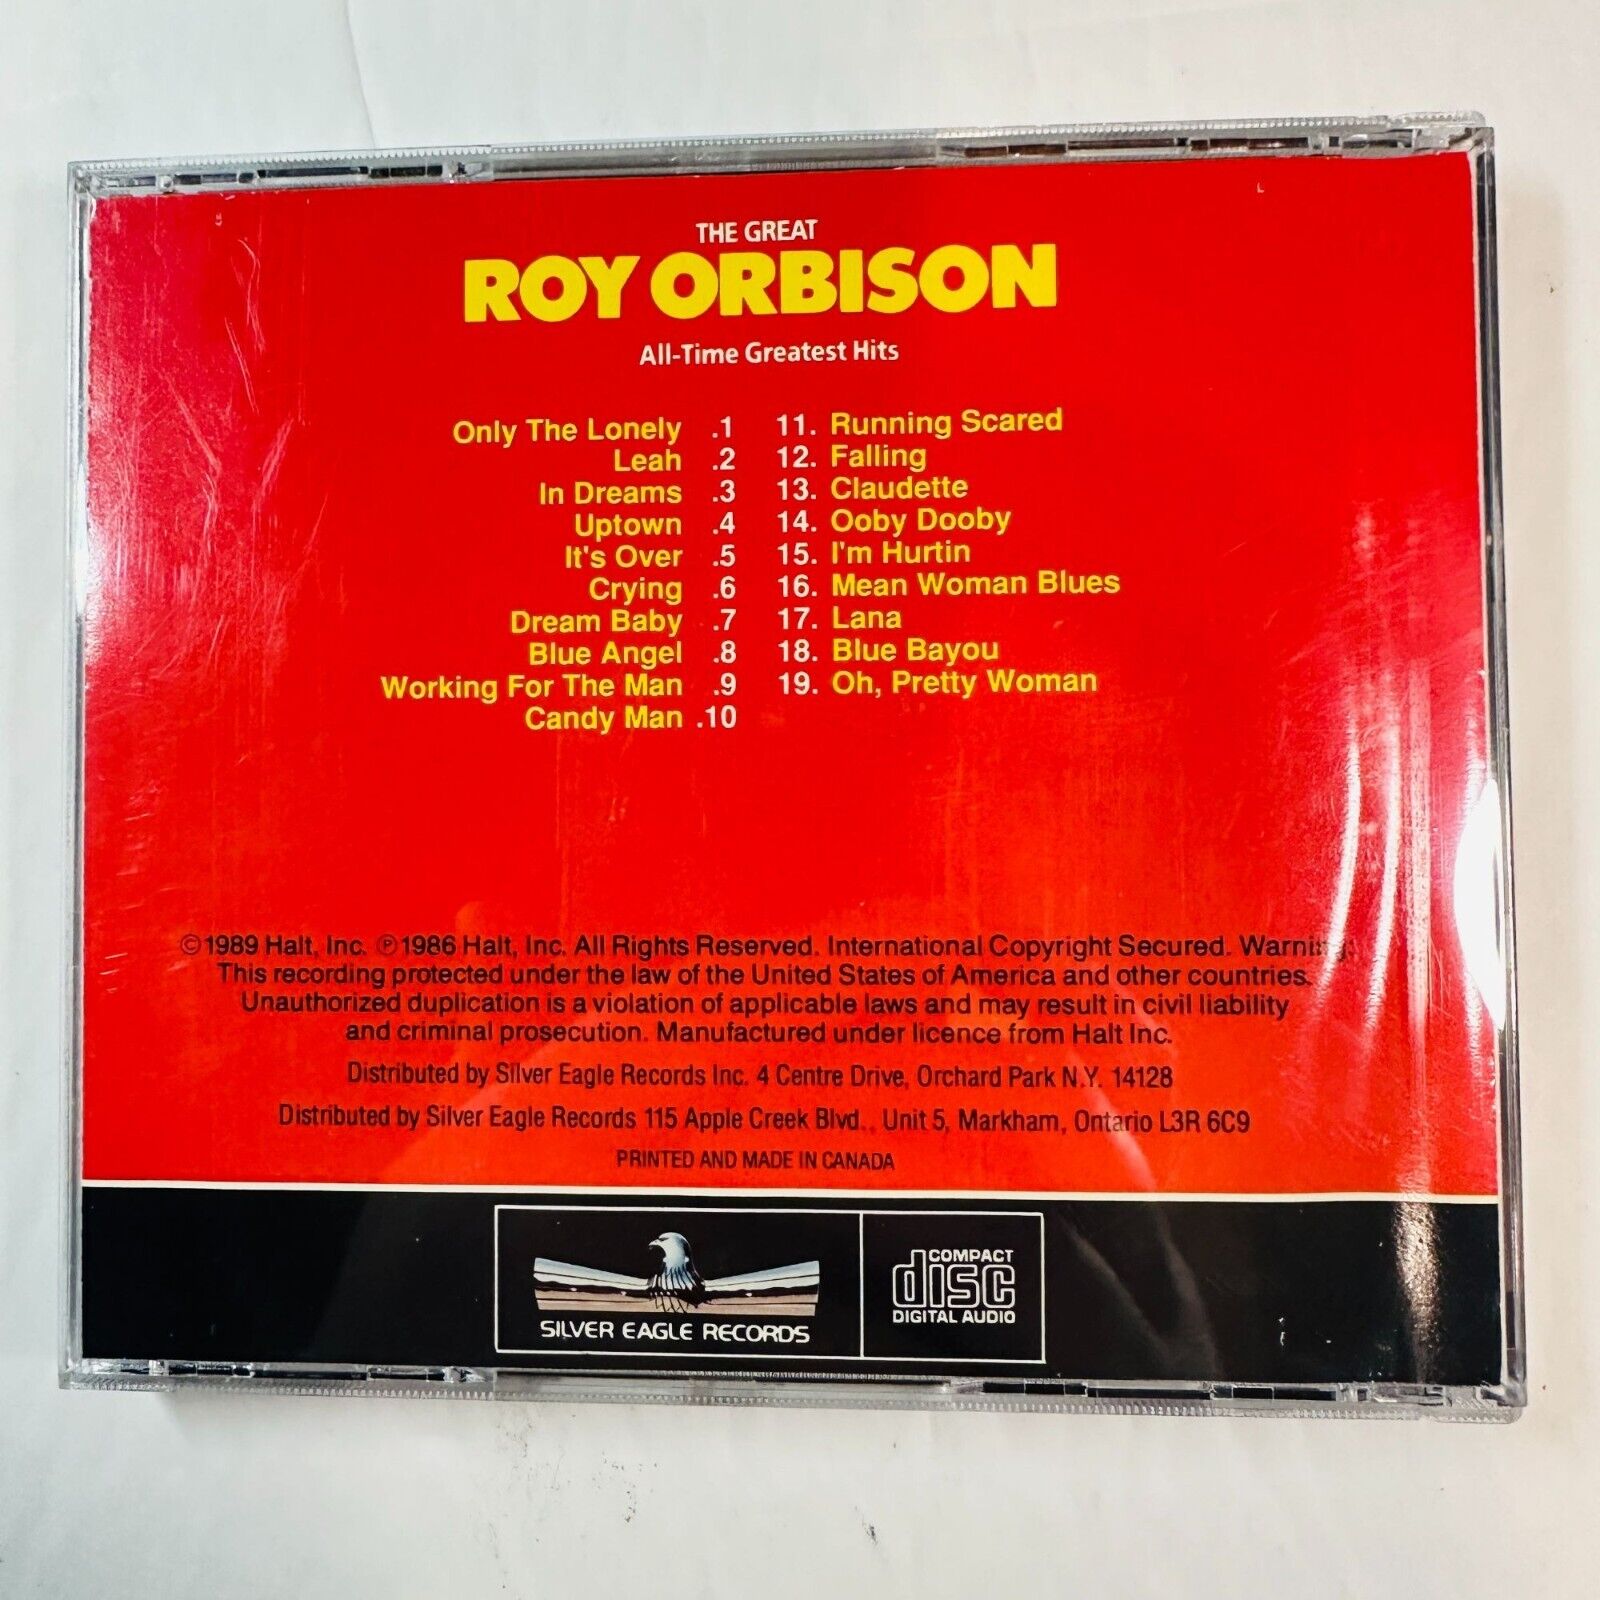 THE GREAT
ROY ORBISON
All-Time Greatest Hits
Only The Lonely .1
Leah .2
In Dreams .3
Uptown .4
It's Over .5
Crying .6
Dream Baby .7
Blue Angel .8
Working For The Man .9
Candy Man .10
11. Running Scared
12. Falling
13. Claudette
14. Ooby Dooby
15. I'm Hurtin
16. Mean Woman Blues
17. Lana
18. Blue Bayou
19. Oh, Pretty Woman
©1989 Halt, Inc. ℗1986 Halt, Inc. All Rights Reserved. International Copyright Secured. Warning:
This recording protected under the law of the United States of America and other countries.
Unauthorized duplication is a violation of applicable laws and may result in civil liability
and criminal prosecution. Manufactured under licence from Halt Inc.
Distributed by Silver Eagle Records Inc. 4 Centre Drive, Orchard Park N.Y. 14128
Distributed by Silver Eagle Records 115 Apple Creek Blvd., Unit 5, Markham, Ontario L3R 6C9
PRINTED AND MADE IN CANADA
SILVER EAGLE RECORDS
COMPACT
disc
DIGITAL AUDIO